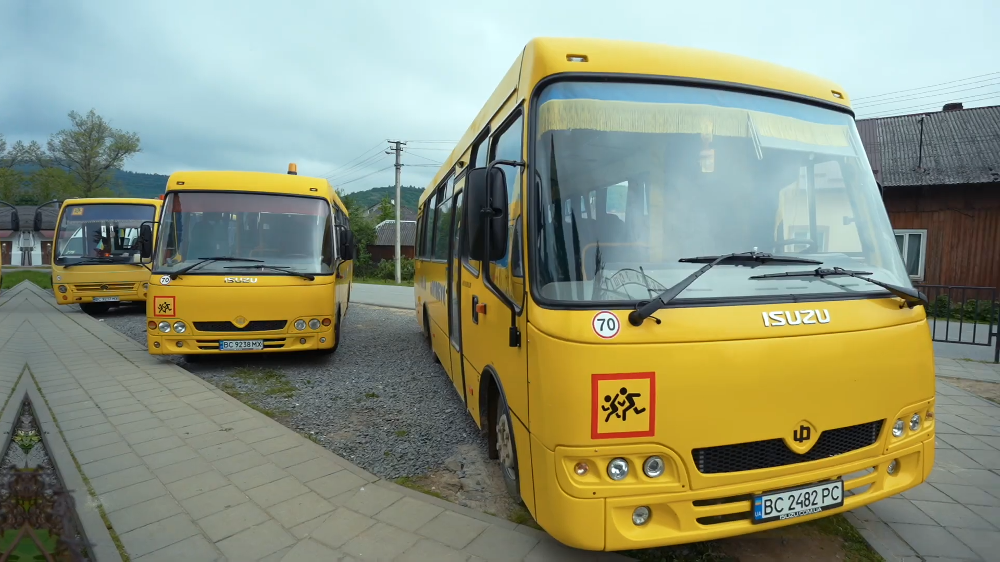 BC 9237 MX
70
ISUZU
BC 9238 MX
70
ISUZU
BC 2482 PC
UA
ISUZU.COM.UA